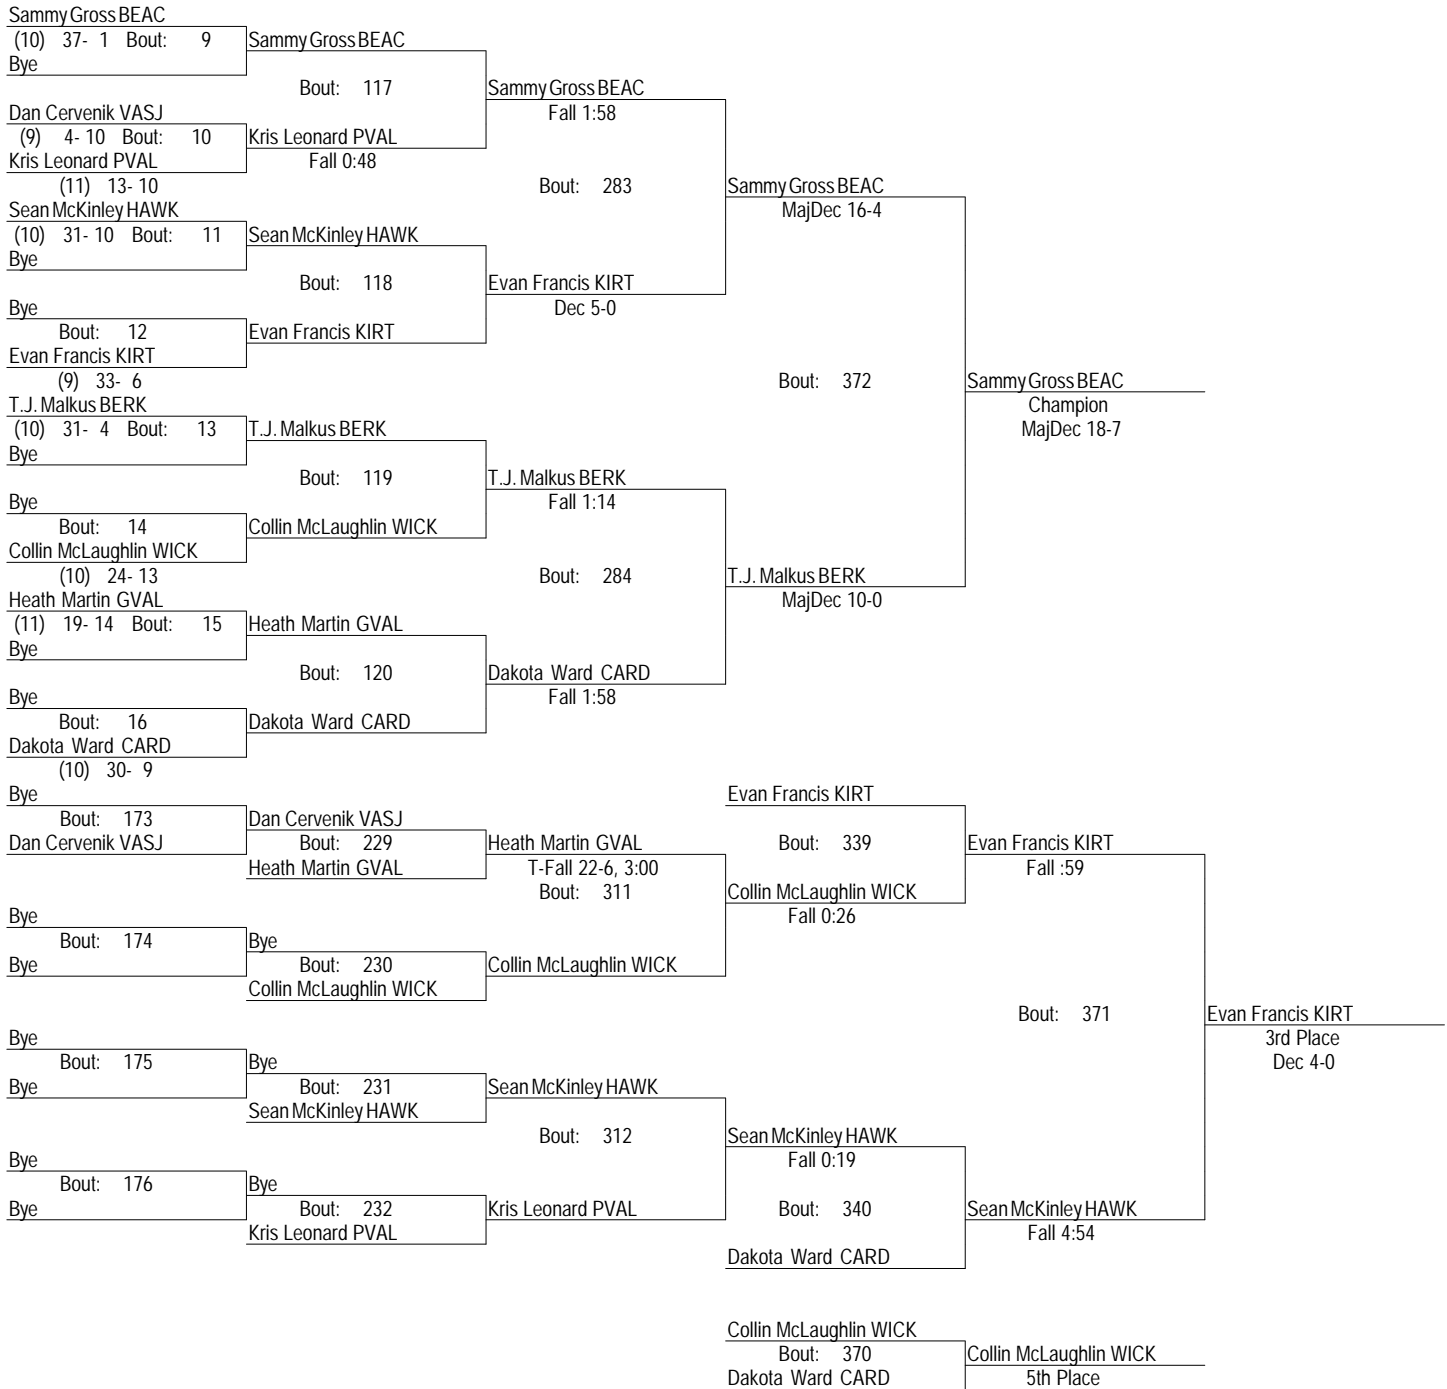 Sammy Gross BEAC
(10) 37- 1 Bout: 9
Bye
Sammy Gross BEAC
Bout: 117
Dan Cervenik VASJ
(9) 4- 10 Bout: 10
Kris Leonard PVAL
(11) 13- 10
Kris Leonard PVAL
Fall 0:48
Sammy Gross BEAC
Fall 1:58
Bout: 283
Sean McKinley HAWK
(10) 31- 10 Bout: 11
Bye
Sean McKinley HAWK
Bout: 118
Bye
Bout: 12
Evan Francis KIRT
(9) 33- 6
Evan Francis KIRT
Evan Francis KIRT
Dec 5-0
Sammy Gross BEAC
MajDec 16-4
Bout: 372
T.J. Malkus BERK
(10) 31- 4 Bout: 13
Bye
T.J. Malkus BERK
Bout: 119
Bye
Bout: 14
Collin McLaughlin WICK
(10) 24- 13
Collin McLaughlin WICK
T.J. Malkus BERK
Fall 1:14
Bout: 284
Heath Martin GVAL
(11) 19- 14 Bout: 15
Bye
Heath Martin GVAL
Bout: 120
Bye
Bout: 16
Dakota Ward CARD
(10) 30- 9
Dakota Ward CARD
Dakota Ward CARD
Fall 1:58
T.J. Malkus BERK
MajDec 10-0
Sammy Gross BEAC
Champion
MajDec 18-7
Bye
Bout: 173
Dan Cervenik VASJ
Dan Cervenik VASJ
Bout: 229
Heath Martin GVAL
Heath Martin GVAL
T-Fall 22-6, 3:00
Bout: 311
Bye
Bout: 174
Bye
Bye
Bout: 230
Collin McLaughlin WICK
Collin McLaughlin WICK
Evan Francis KIRT
Bout: 339
Collin McLaughlin WICK
Fall 0:26
Evan Francis KIRT
Fall :59
Bout: 371
Bye
Bout: 175
Bye
Bye
Bout: 231
Sean McKinley HAWK
Sean McKinley HAWK
Bout: 312
Bye
Bout: 176
Bye
Bye
Bout: 232
Kris Leonard PVAL
Kris Leonard PVAL
Sean McKinley HAWK
Fall 0:19
Bout: 340
Dakota Ward CARD
Sean McKinley HAWK
Fall 4:54
Evan Francis KIRT
3rd Place
Dec 4-0
Collin McLaughlin WICK
Bout: 370
Dakota Ward CARD
Collin McLaughlin WICK
5th Place